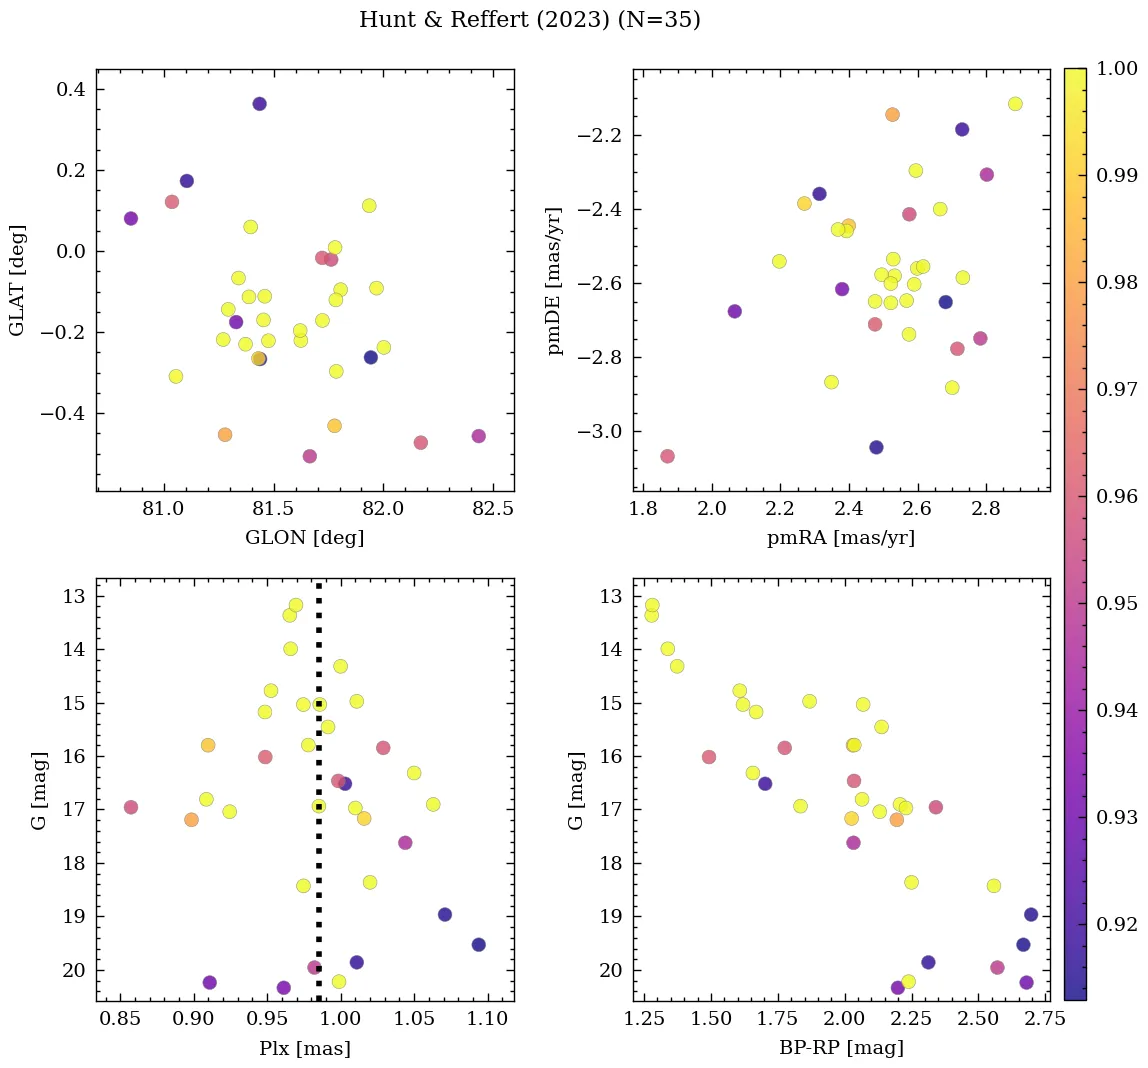 Hunt & Reffert (2023) (N=35)
0.4
0.2
0.0
−0.2
−0.4
GLAT [deg]
81.0 81.5 82.0 82.5
GLON [deg]
−2.2
−2.4
−2.6
−2.8
−3.0
pmDE [mas/yr]
1.8 2.0 2.2 2.4 2.6 2.8
pmRA [mas/yr]
13
14
15
16
17
18
19
20
G [mag]
0.85 0.90 0.95 1.00 1.05 1.10
Plx [mas]
13
14
15
16
17
18
19
20
G [mag]
1.25 1.50 1.75 2.00 2.25 2.50 2.75
BP-RP [mag]
1.00
0.99
0.98
0.97
0.96
0.95
0.94
0.93
0.92